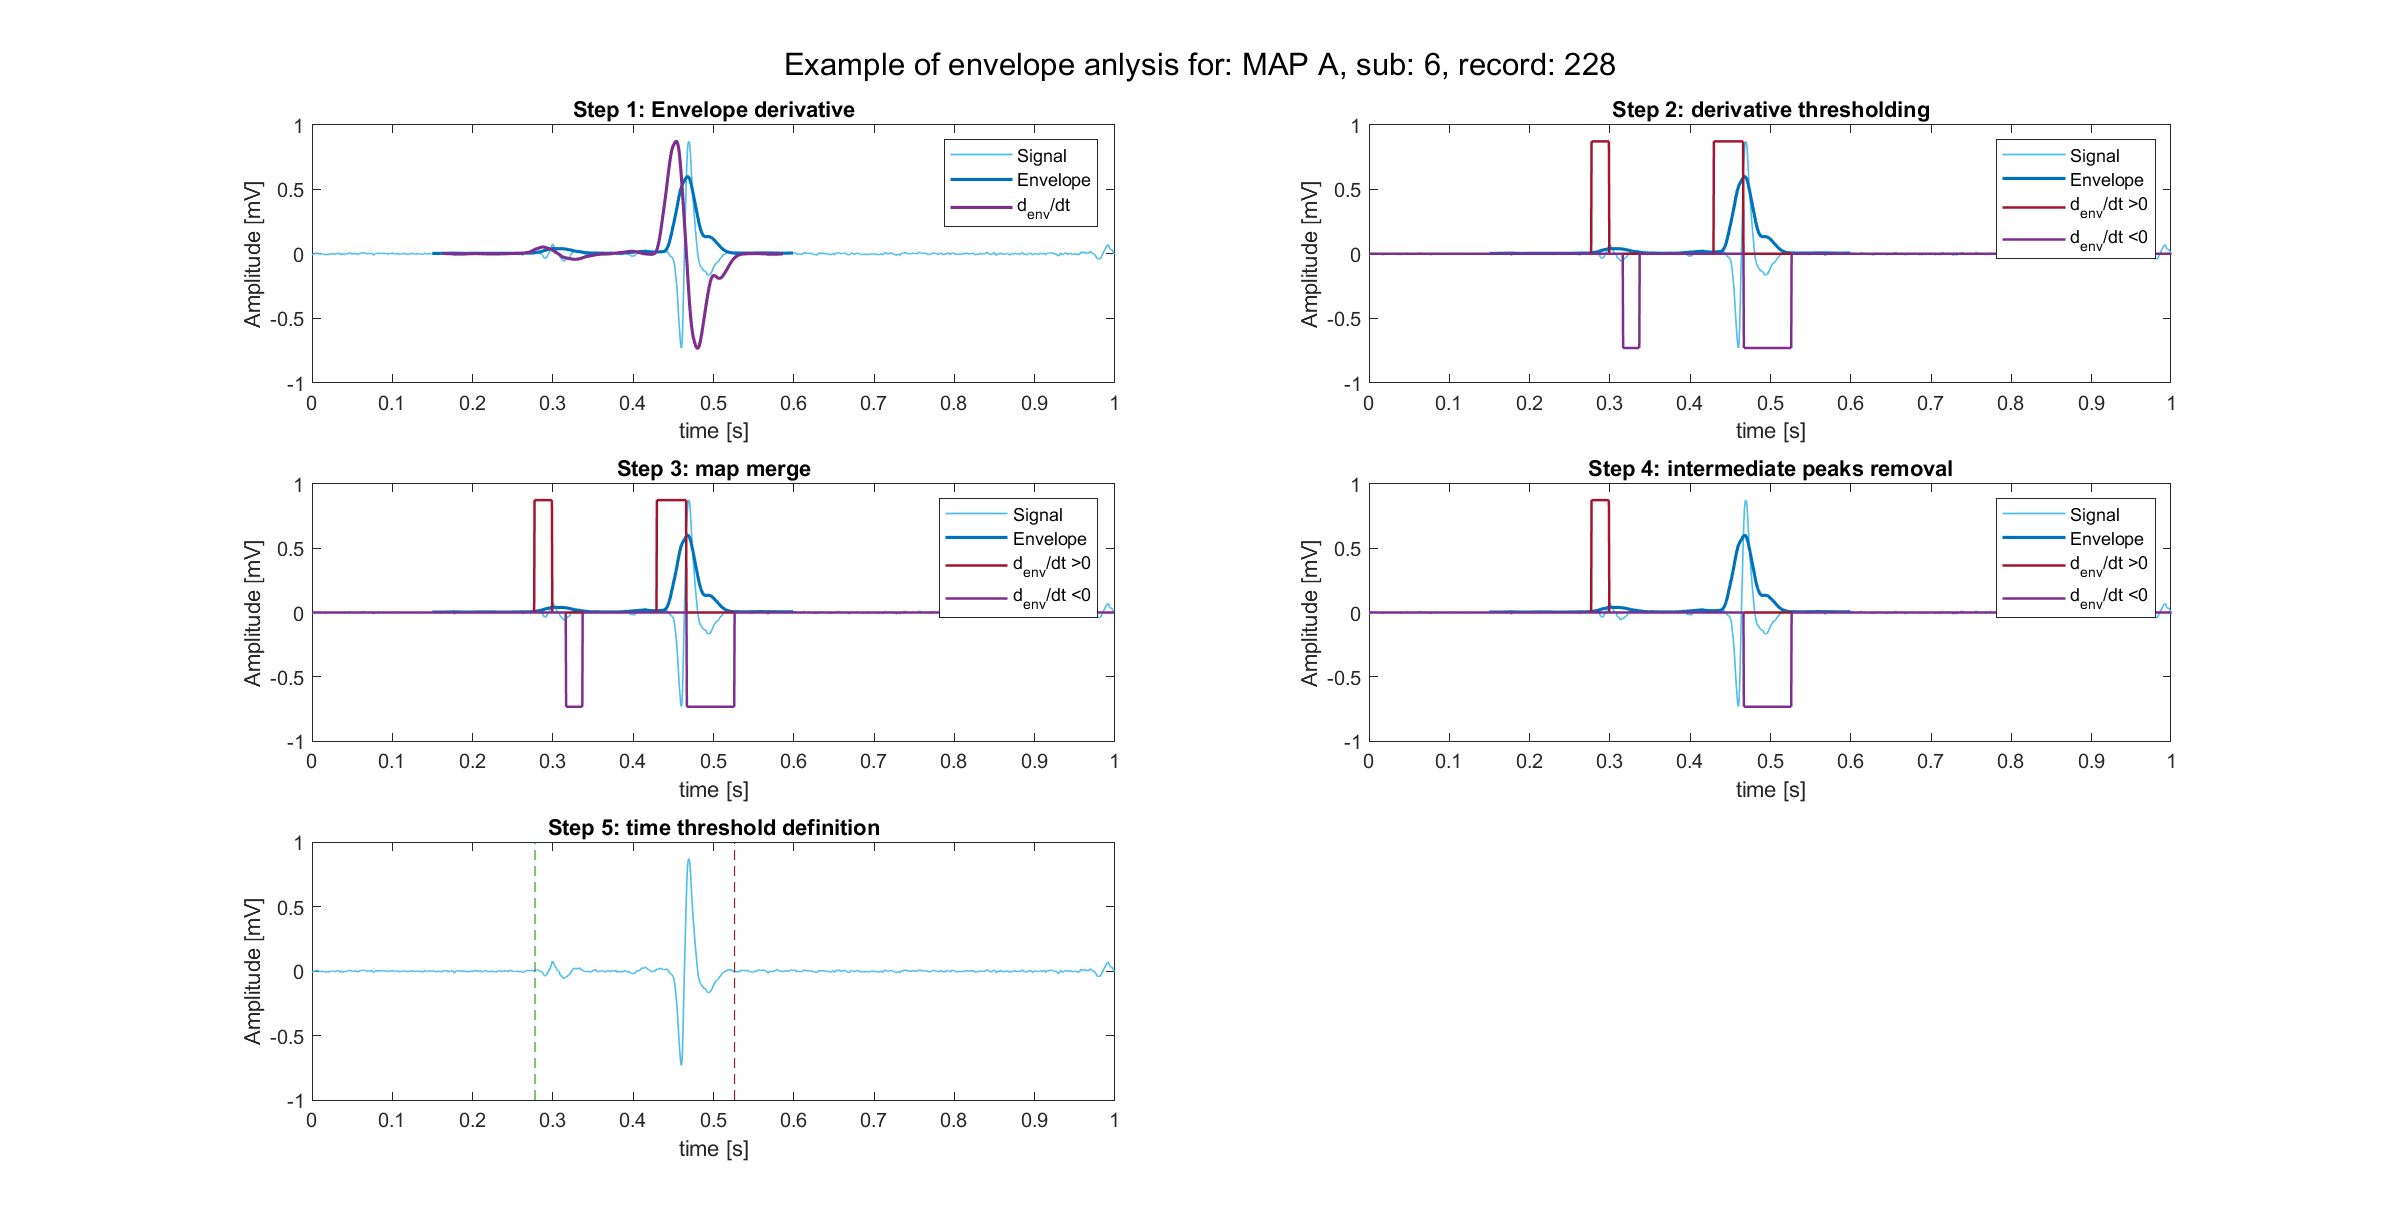 Example of envelope anlysis for: MAP A, sub: 6, record: 228
Step 1: Envelope derivative
1
0.5
0
-0.5
-1
Amplitude [mV]
Signal
Envelope
d_env/dt
0 0.1 0.2 0.3 0.4 0.5 0.6 0.7 0.8 0.9 1
time [s]
Step 2: derivative thresholding
1
0.5
0
-0.5
-1
Amplitude [mV]
Signal
Envelope
d_env/dt >0
d_env/dt <0
0 0.1 0.2 0.3 0.4 0.5 0.6 0.7 0.8 0.9 1
time [s]
Step 3: map merge
1
0.5
0
-0.5
-1
Amplitude [mV]
Signal
Envelope
d_env/dt >0
d_env/dt <0
0 0.1 0.2 0.3 0.4 0.5 0.6 0.7 0.8 0.9 1
time [s]
Step 4: intermediate peaks removal
1
0.5
0
-0.5
-1
Amplitude [mV]
Signal
Envelope
d_env/dt >0
d_env/dt <0
0 0.1 0.2 0.3 0.4 0.5 0.6 0.7 0.8 0.9 1
time [s]
Step 5: time threshold definition
1
0.5
0
-0.5
-1
Amplitude [mV]
0 0.1 0.2 0.3 0.4 0.5 0.6 0.7 0.8 0.9 1
time [s]